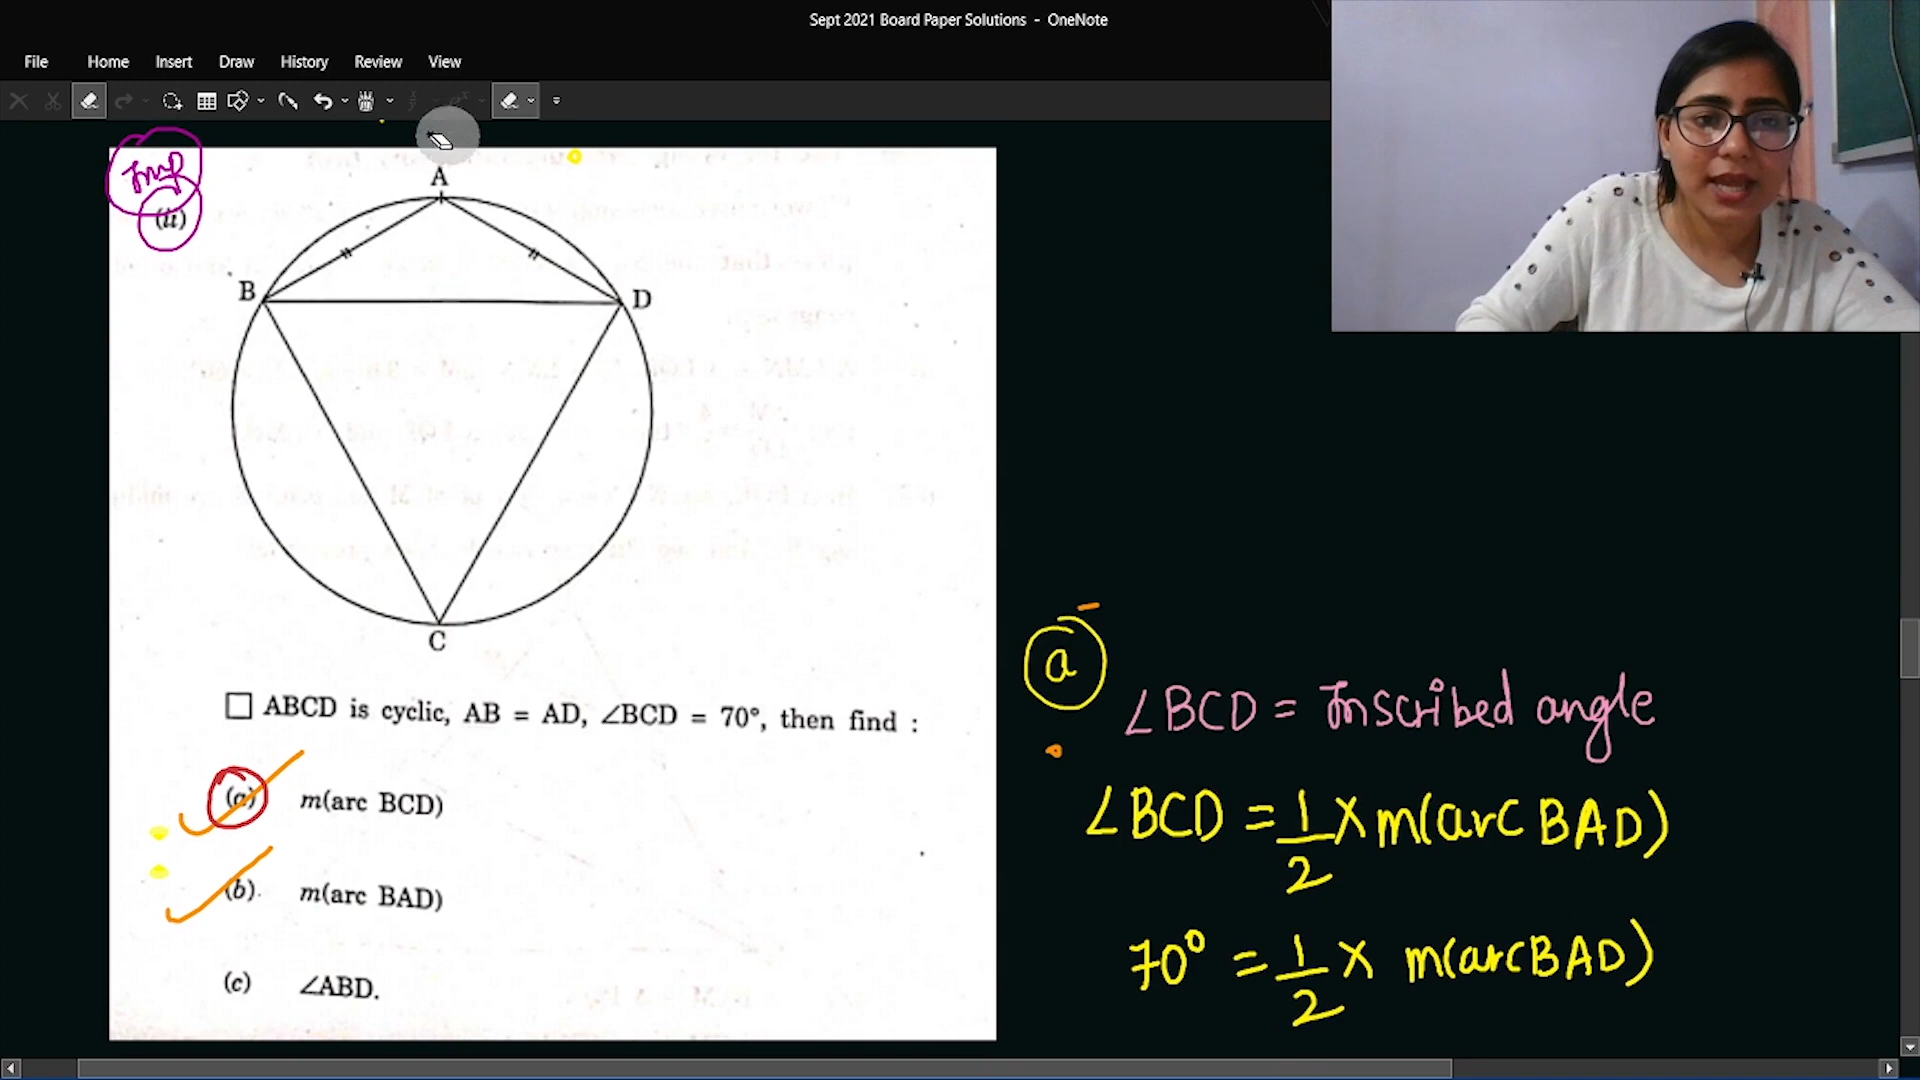 Sept 2021 Board Paper Solutions - OneNote
File Home Insert Draw History Review View
Imp
(ii)
A
B
D
C
□ ABCD is cyclic, AB = AD, ∠BCD = 70°, then find :
(a) m(arc BCD)
(b). m(arc BAD)
(c) ∠ABD.
a
∠BCD = Inscribed angle
∠BCD = 1/2 X m(arc BAD)
70° = 1/2 X m(arc BAD)